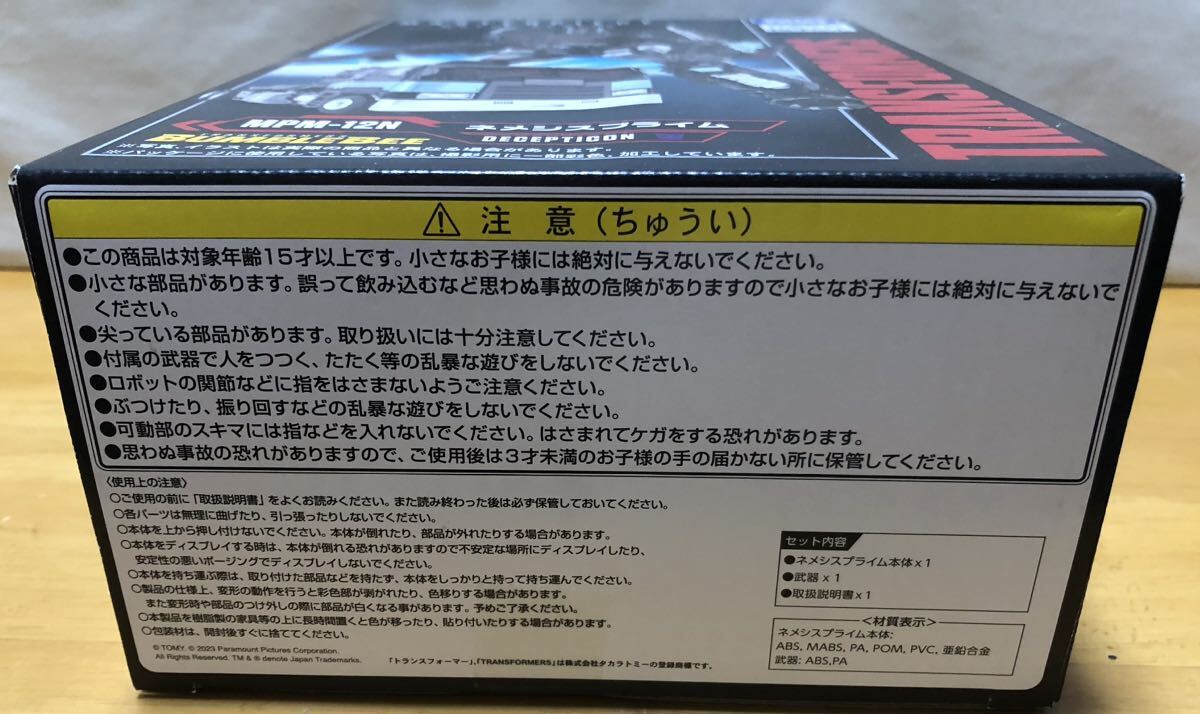 TRANSFORMERS
MPM-12N
ネメシスプライム
BUMBLEBEE
DECEPTICON
⚠ 注 意（ちゅうい）
●この商品は対象年齢15才以上です。小さなお子様には絶対に与えないでください。
●小さな部品があります。誤って飲み込むなど思わぬ事故の危険がありますので小さなお子様には絶対に与えないで
ください。
●尖っている部品があります。取り扱いには十分注意してください。
●付属の武器で人をつつく、たたく等の乱暴な遊びをしないでください。
●ロボットの関節などに指をはさまないようご注意ください。
●ぶつけたり、振り回すなどの乱暴な遊びをしないでください。
●可動部のスキマには指などを入れないでください。はさまれてケガをする恐れがあります。
●思わぬ事故の恐れがありますので、ご使用後は3才未満のお子様の手の届かない所に保管してください。
〈使用上の注意〉
○ご使用の前に「取扱説明書」をよくお読みください。また読み終わった後は必ず保管しておいてください。
○各パーツは無理に曲げたり、引っ張ったりしないでください。
○本体を上から押し付けないでください。本体が倒れたり、部品が外れたりする場合があります。
○本体をディスプレイする時は、本体が倒れる恐れがありますので不安定な場所にディスプレイしたり、
安定性の悪いポージングでディスプレイしないでください。
○本体を持ち運ぶ際は、取り付けた部品などを持たず、本体をしっかりと持って持ち運んでください。
○製品の仕様上、変形の動作を行うと彩色部が剥がれたり、色移りする場合があります。
また変形時や部品のつけ外しの際に部品が白くなる事があります。予めご了承ください。
○本製品を樹脂製の家具等の上に長時間置くと色が移ったり、貼り付いたりする場合があります。
○包装材は、開封後すぐに捨ててください。
© TOMY. © 2023 Paramount Pictures Corporation.
All Rights Reserved. TM & ® denote Japan Trademarks.
「トランスフォーマー」、「TRANSFORMERS」は株式会社タカラトミーの登録商標です。
セット内容
●ネメシスプライム本体 x 1
●武器 x 1
●取扱説明書 x 1
<材質表示>
ネメシスプライム本体:
ABS, MABS, PA, POM, PVC, 亜鉛合金
武器: ABS,PA